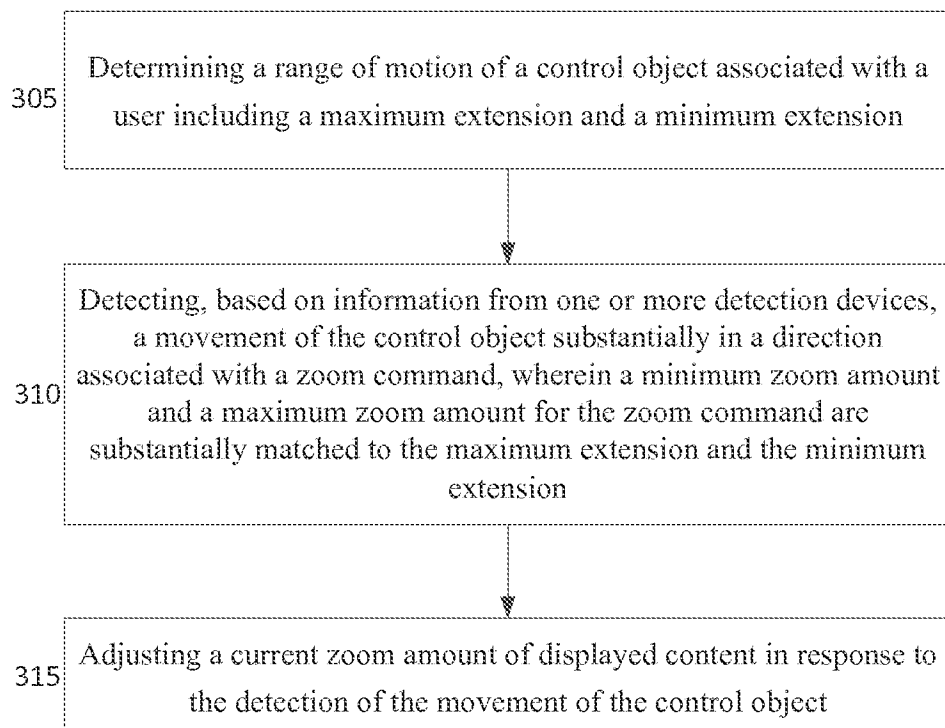 305
Determining a range of motion of a control object associated with a
user including a maximum extension and a minimum extension
310
Detecting, based on information from one or more detection devices,
a movement of the control object substantially in a direction
associated with a zoom command, wherein a minimum zoom amount
and a maximum zoom amount for the zoom command are
substantially matched to the maximum extension and the minimum
extension
315
Adjusting a current zoom amount of displayed content in response to
the detection of the movement of the control object